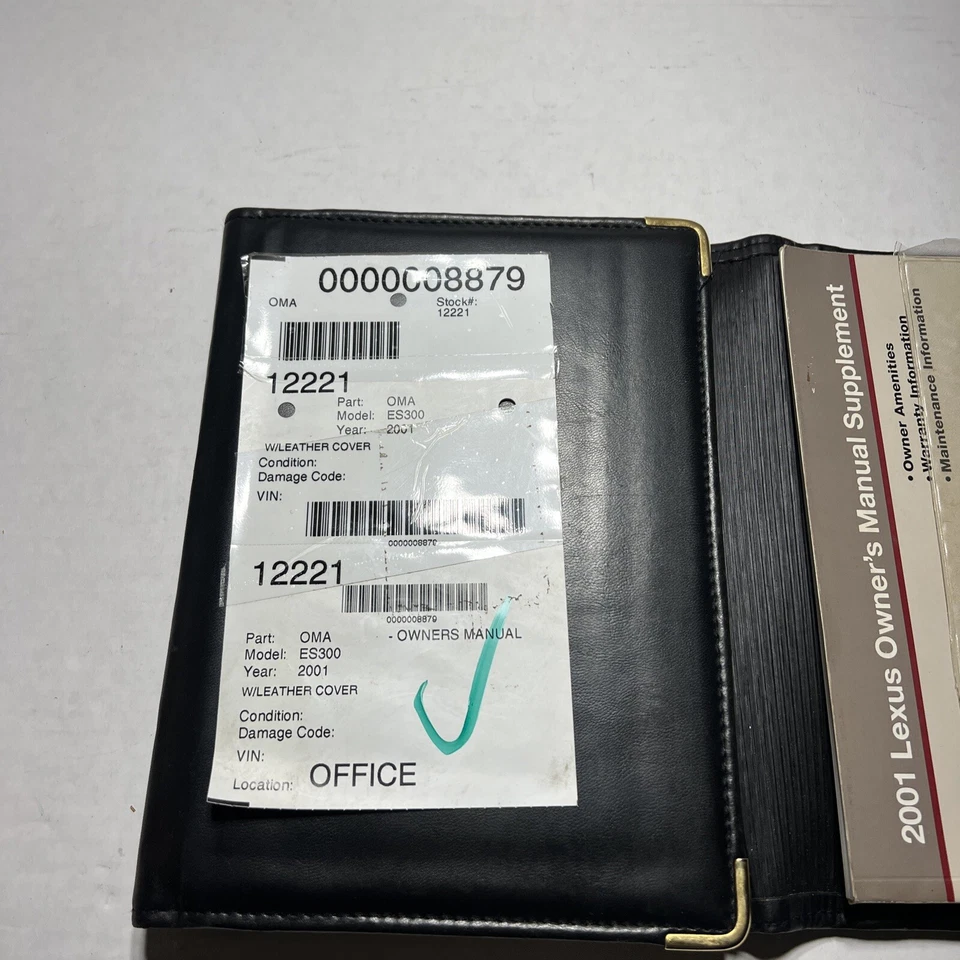 0000008879
OMA
Stock#:
12221
12221
Part: OMA
Model: ES300
Year: 2001
W/LEATHER COVER
Condition:
Damage Code:
VIN:
0000008879
12221
0000008879
Part: OMA - OWNERS MANUAL
Model: ES300
Year: 2001
W/LEATHER COVER
Condition:
Damage Code:
VIN:
Location: OFFICE
2001 Lexus Owner's Manual Supplement
• Owner Amenities
• Warranty Information
• Maintenance Information